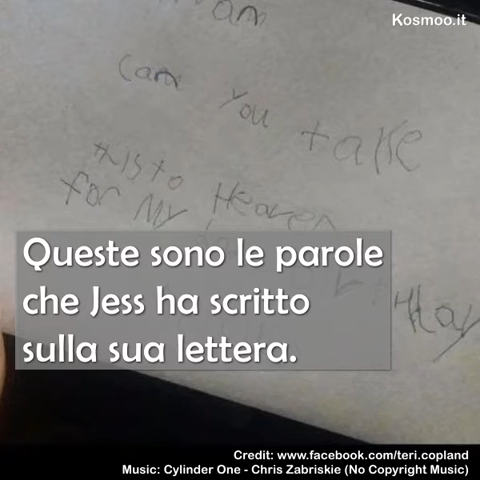 Kosmoo.it
am
can you take
this to Heaven
for my
Queste sono le parole
che Jess ha scritto
sulla sua lettera.
Credit: www.facebook.com/teri.copland
Music: Cylinder One - Chris Zabriskie (No Copyright Music)